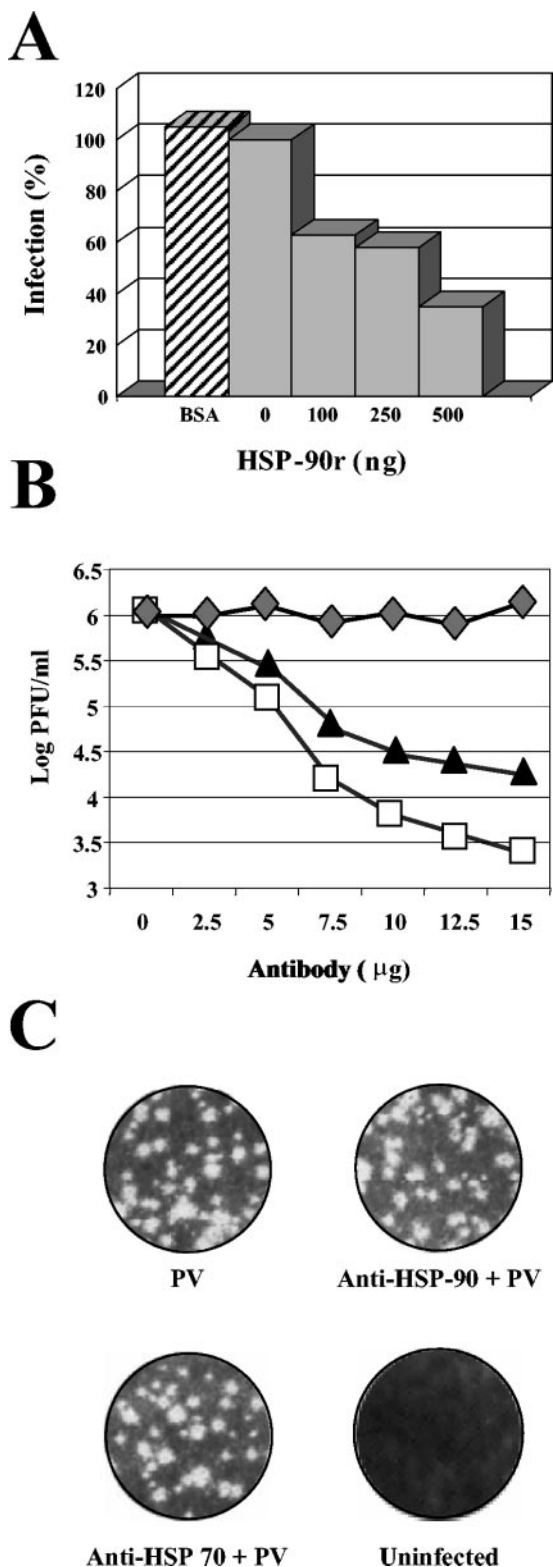 A
120
100
80
60
40
20
0
Infection (%)
BSA 0 100 250 500
HSP-90r (ng)
B
6.5
6
5.5
5
4.5
4
3.5
3
Log PFU/ml
0 2.5 5 7.5 10 12.5 15
Antibody ( μg)
C
PV Anti-HSP-90 + PV
Anti-HSP 70 + PV Uninfected